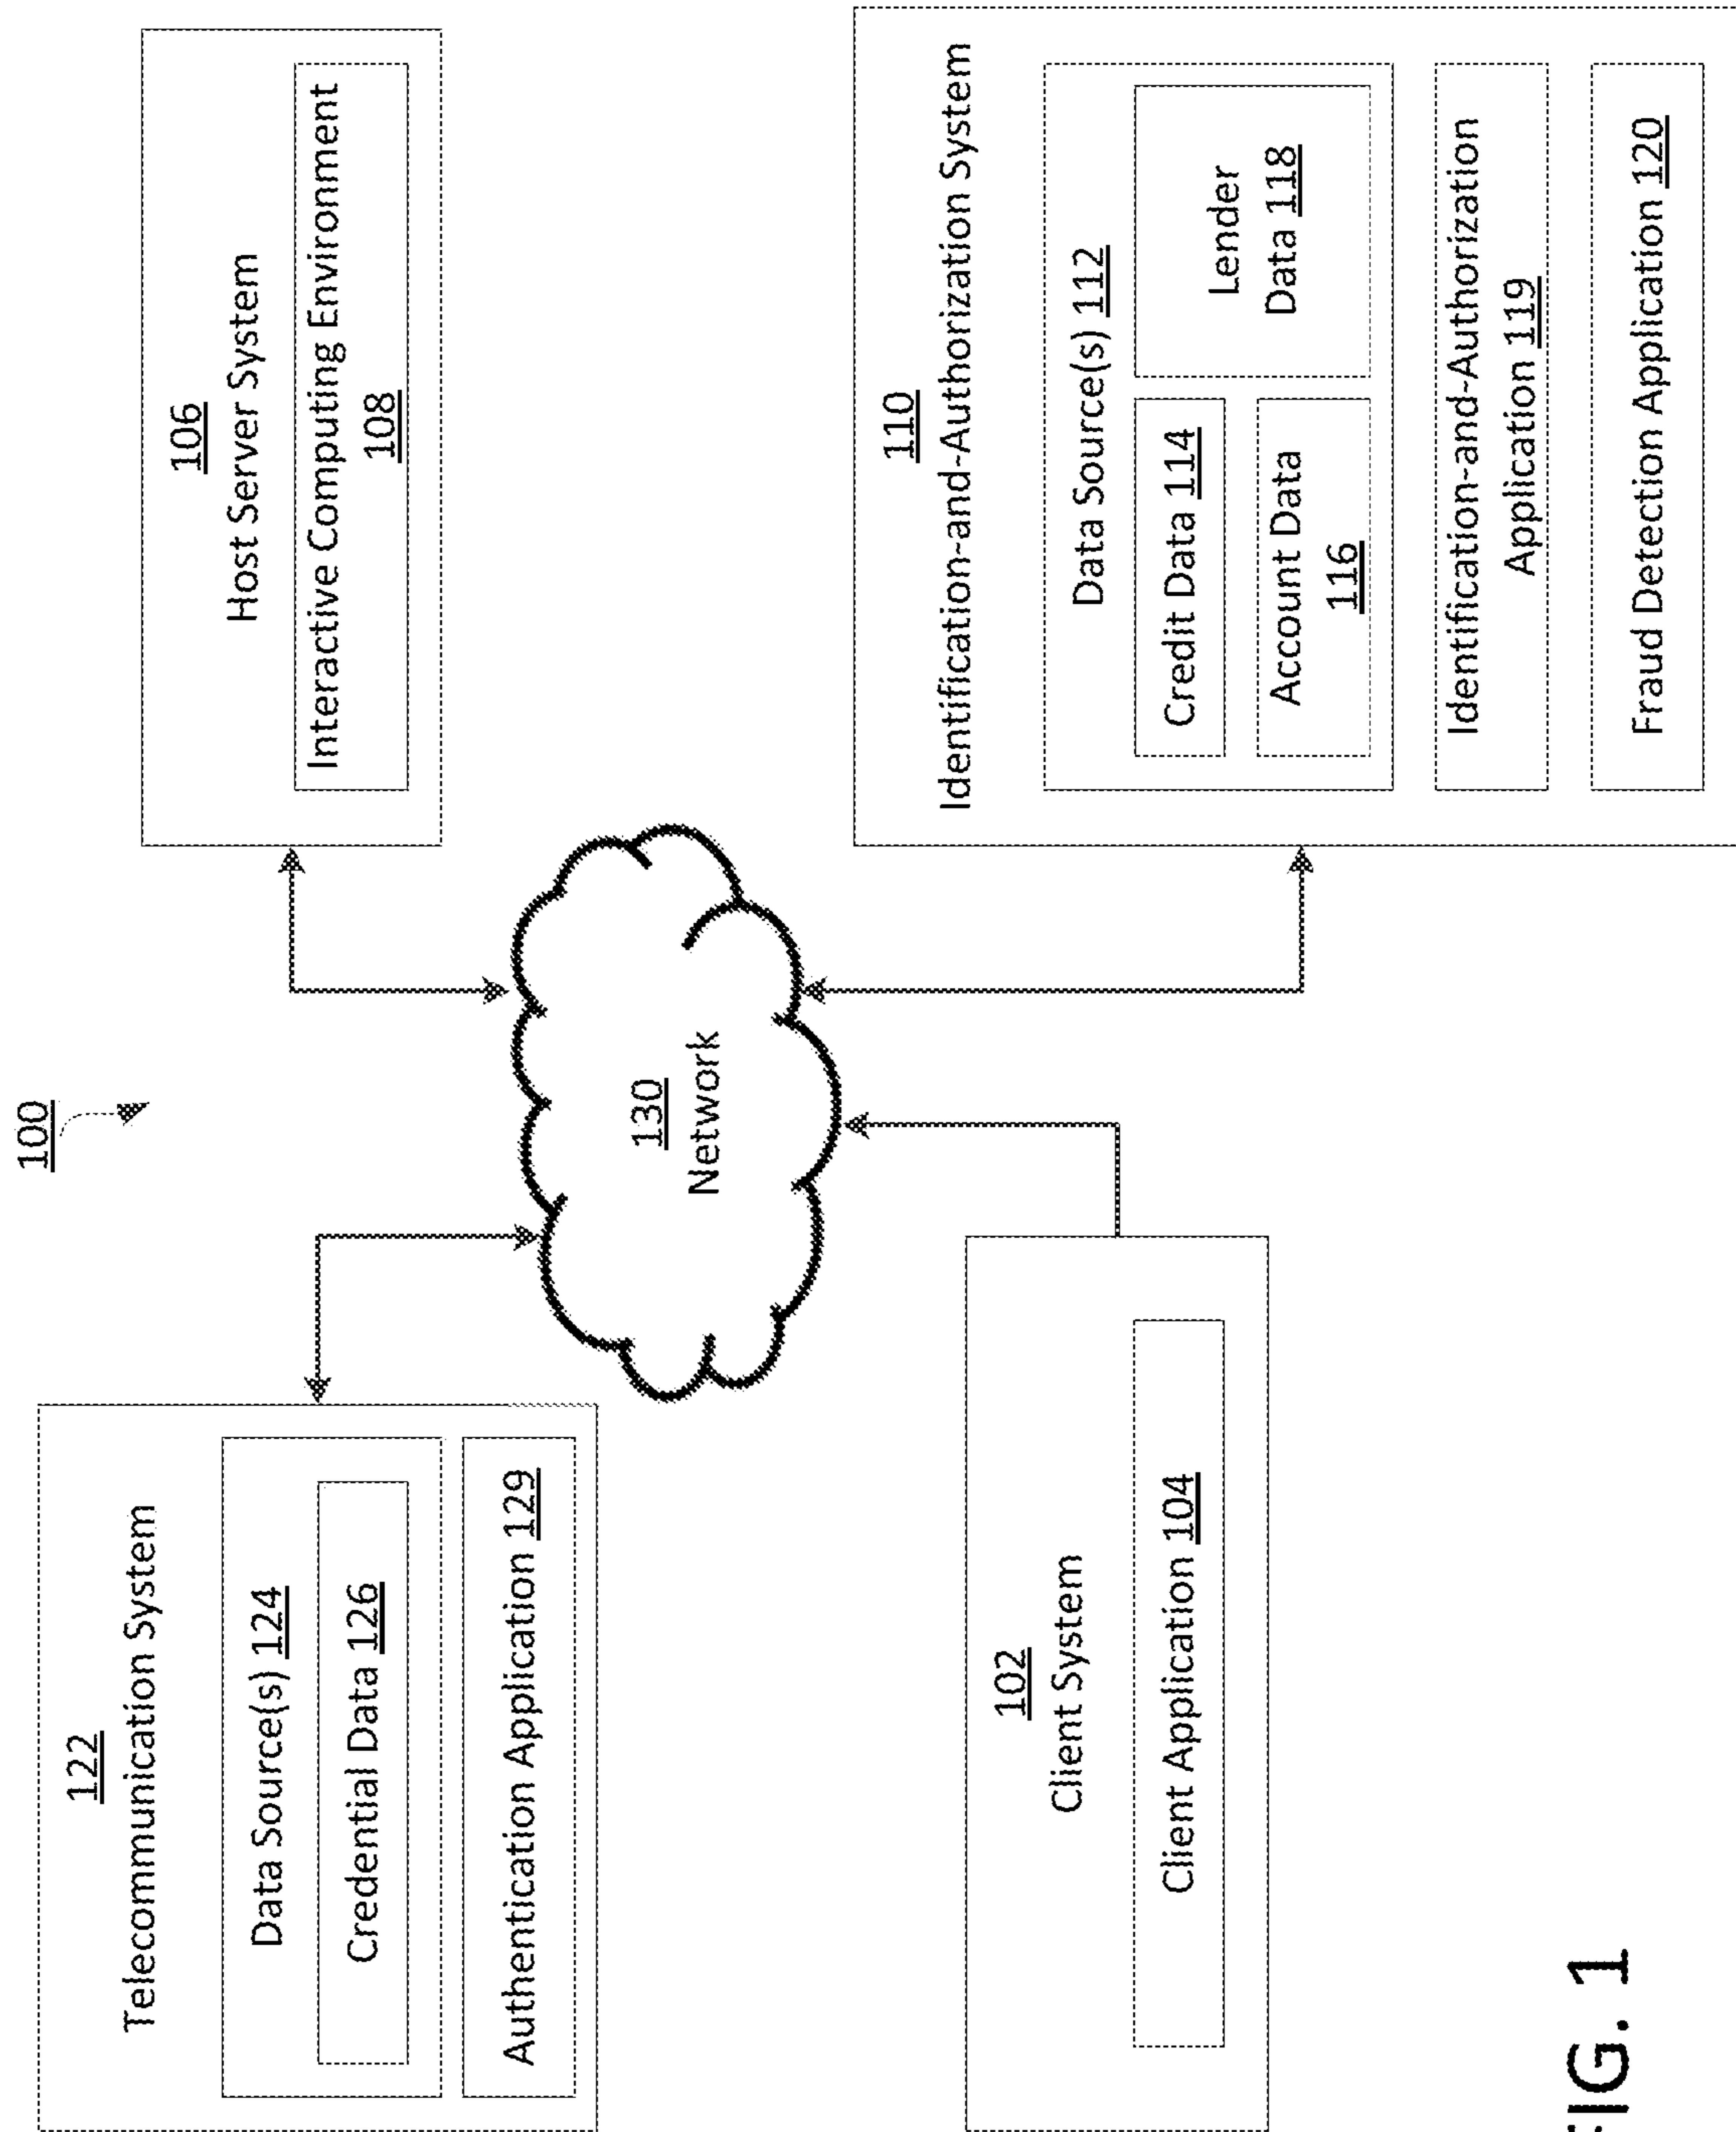 100
122
Telecommunication System
Data Source(s) 124
Credential Data 126
Authentication Application 129
106
Host Server System
Interactive Computing Environment
108
130
Network
102
Client System
Client Application 104
110
Identification-and-Authorization System
Data Source(s) 112
Credit Data 114
Account Data
116
Lender
Data 118
Identification-and-Authorization
Application 119
Fraud Detection Application 120
FIG. 1